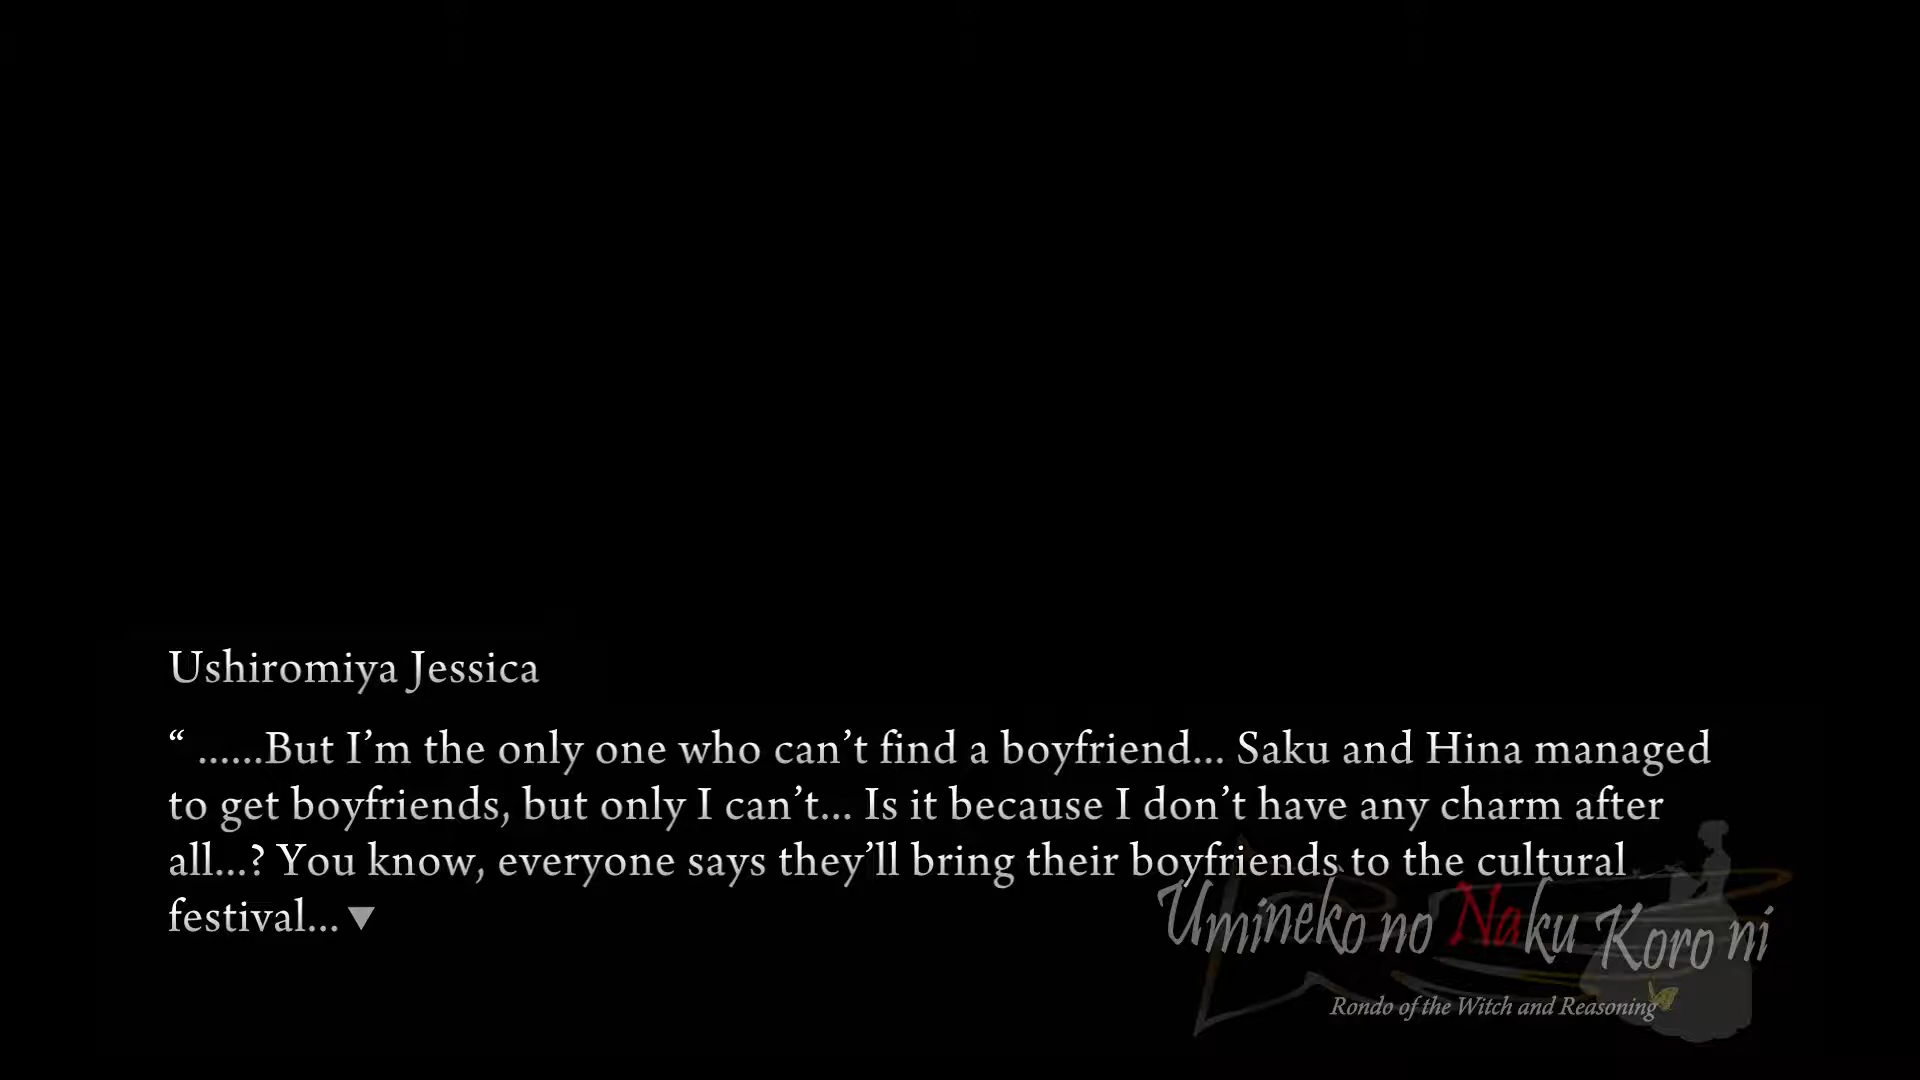 Ushiromiya Jessica
“ ......But I’m the only one who can’t find a boyfriend... Saku and Hina managed
to get boyfriends, but only I can’t... Is it because I don’t have any charm after
all...? You know, everyone says they’ll bring their boyfriends to the cultural
festival...
Umineko no Naku Koro ni
Rondo of the Witch and Reasoning